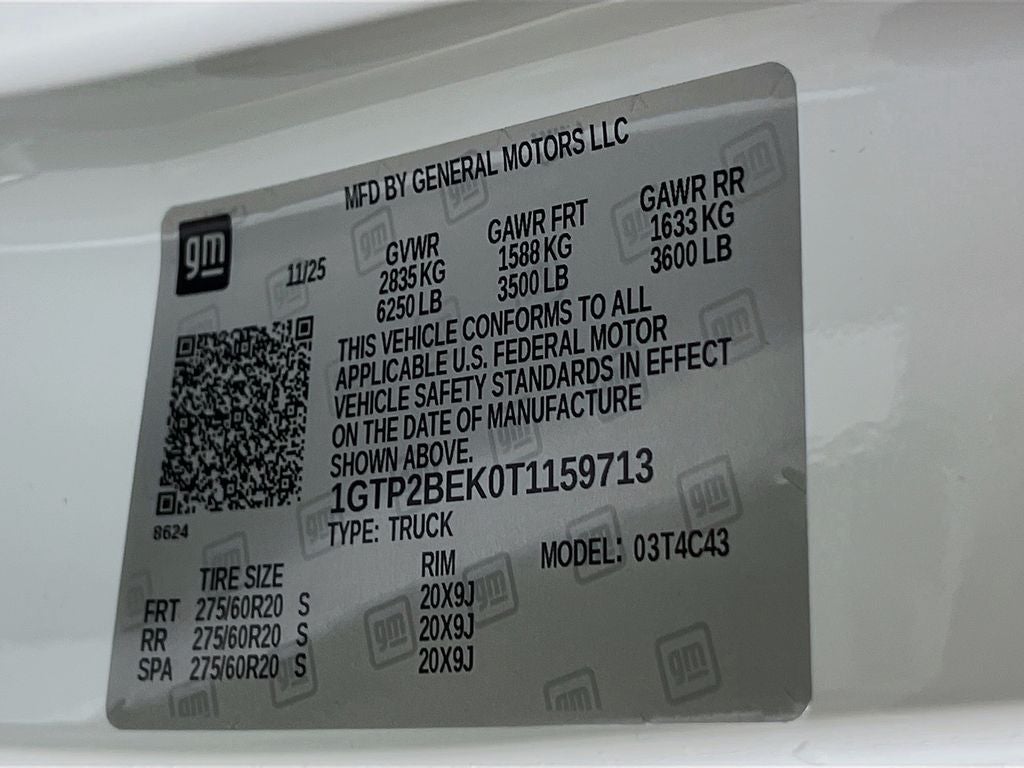 MFD BY GENERAL MOTORS LLC
gm
11/25
GVWR GAWR FRT GAWR RR
2835 KG 1588 KG 1633 KG
6250 LB 3500 LB 3600 LB
THIS VEHICLE CONFORMS TO ALL
APPLICABLE U.S. FEDERAL MOTOR
VEHICLE SAFETY STANDARDS IN EFFECT
ON THE DATE OF MANUFACTURE
SHOWN ABOVE.
1GTP2BEK0T1159713
8624
TYPE: TRUCK
MODEL: 03T4C43
TIRE SIZE RIM
FRT 275/60R20 S 20X9J
RR 275/60R20 S 20X9J
SPA 275/60R20 S 20X9J